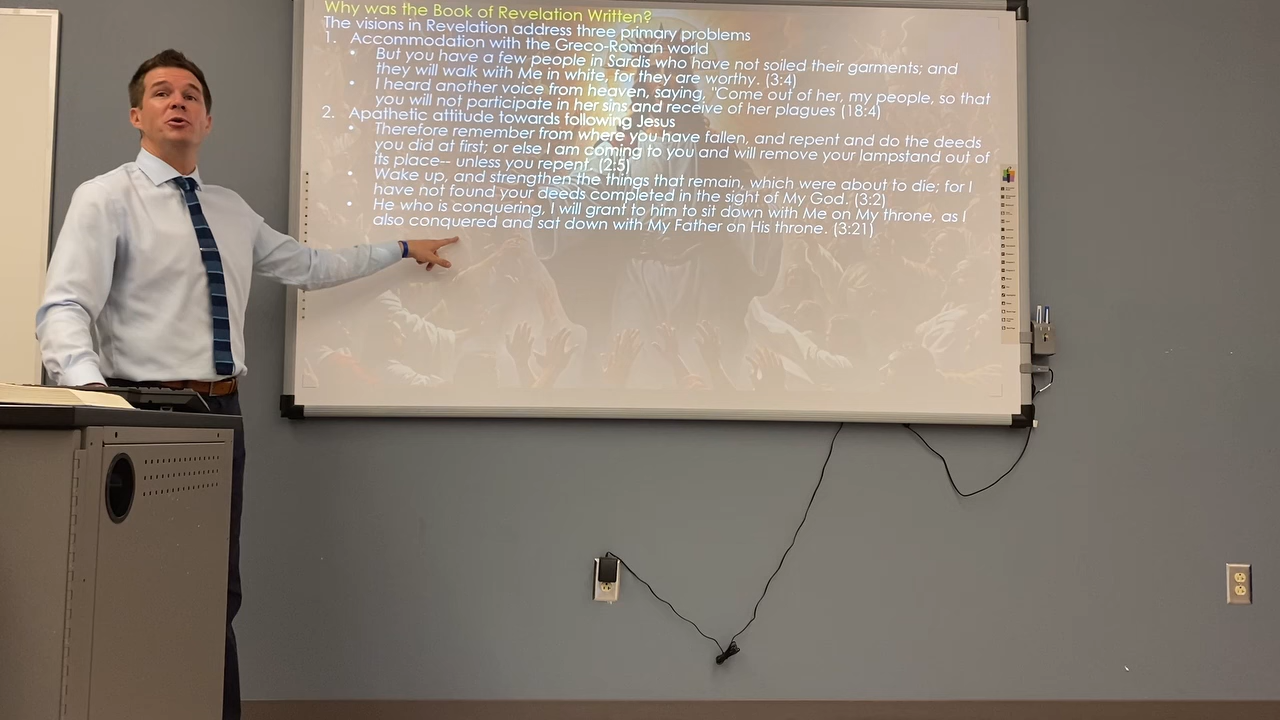 Why was the Book of Revelation Written?
The visions in Revelation address three primary problems
1. Accommodation with the Greco-Roman world
• But you have a few people in Sardis who have not soiled their garments; and
they will walk with Me in white, for they are worthy. (3:4)
• I heard another voice from heaven, saying, "Come out of her, my people, so that
you will not participate in her sins and receive of her plagues (18:4)
2. Apathetic attitude towards following Jesus
• Therefore remember from where you have fallen, and repent and do the deeds
you did at first; or else I am coming to you and will remove your lampstand out of
its place-- unless you repent. (2:5)
• Wake up, and strengthen the things that remain, which were about to die; for I
have not found your deeds completed in the sight of My God. (3:2)
• He who is conquering, I will grant to him to sit down with Me on My throne, as I
also conquered and sat down with My Father on His throne. (3:21)